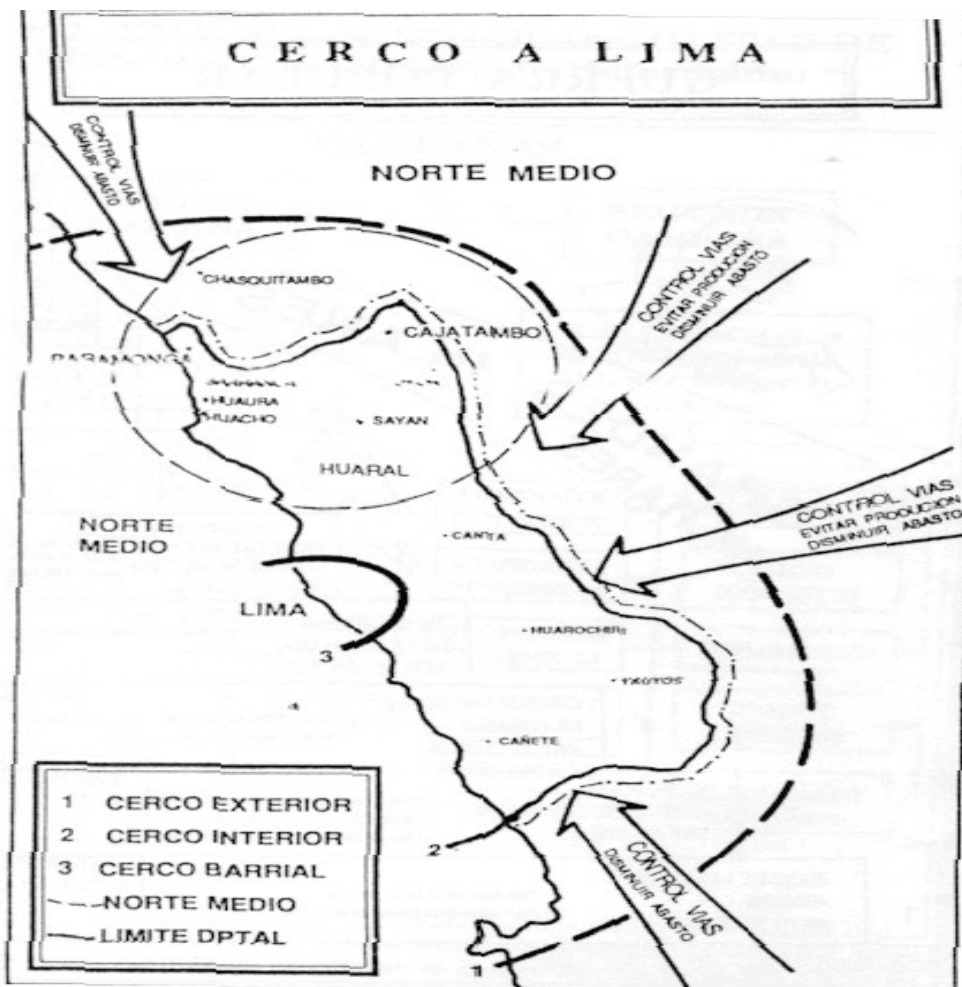 CERCO A LIMA
CONTROL VIAS
DISMINUIR ABASTO
NORTE MEDIO
CONTROL VIAS
EVITAR PRODUCION
DISMINUIR ABASTO
CHASQUITAMBO
CAJATAMBO
PARAMONGA
HUAURA
HUACHO
SAYAN
HUARAL
CONTROL VIAS
EVITAR PRODUCION
DISMINUIR ABASTO
NORTE
MEDIO
CANTA
LIMA
HUAROCHIRI
3
YAUYOS
CAÑETE
1 CERCO EXTERIOR
2 CERCO INTERIOR
3 CERCO BARRIAL
NORTE MEDIO
LIMITE DPTAL
2
CONTROL VIAS
DISMINUIR ABASTO
1